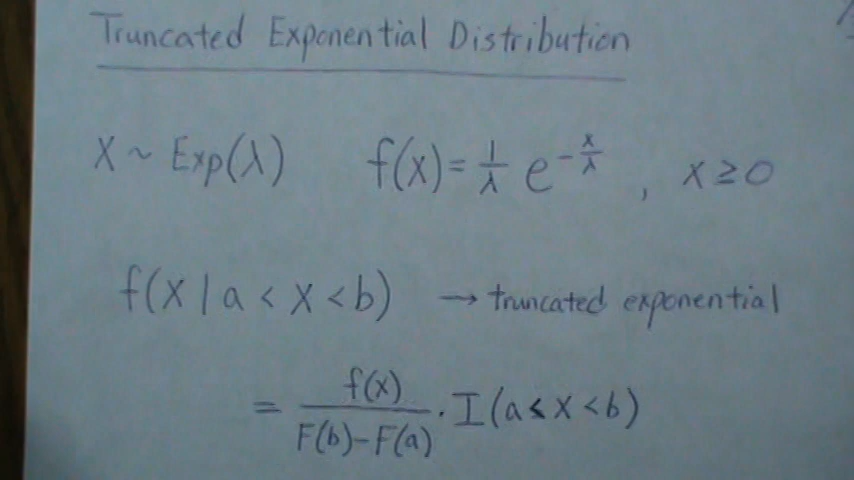 Truncated Exponential Distribution
X ~ Exp(λ) f(x) = 1/λ e^(-x/λ), x ≥ 0
f(X | a < X < b) → truncated exponential
= f(x)/(F(b)-F(a)) · I(a < X < b)